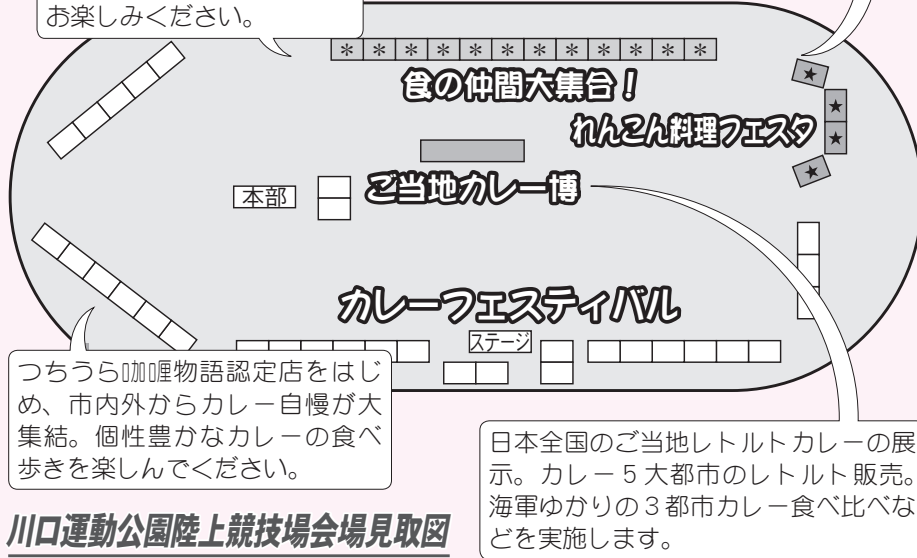 お楽しみください。
＊＊＊＊＊＊＊＊＊＊＊＊
食の仲間大集合！
★
★
れんこん料理フェスタ
★
★
本部
ご当地カレー博
カレーフェスティバル
ステージ
つちうら咖喱物語認定店をはじ
め、市内外からカレー自慢が大
集結。個性豊かなカレーの食べ
歩きを楽しんでください。
日本全国のご当地レトルトカレーの展
示。カレー５大都市のレトルト販売。
海軍ゆかりの３都市カレー食べ比べな
どを実施します。
川口運動公園陸上競技場会場見取図